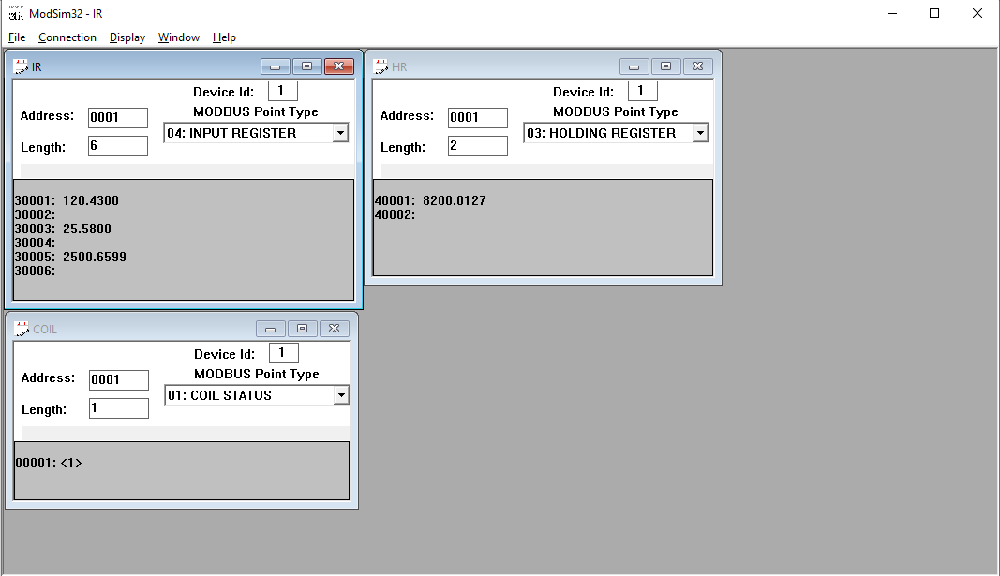 ModSim32 - IR
File Connection Display Window Help
IR
Device Id: 1
Address: 0001
MODBUS Point Type
Length: 6
04: INPUT REGISTER
30001: 120.4300
30002:
30003: 25.5800
30004:
30005: 2500.6599
30006:
HR
Device Id: 1
Address: 0001
MODBUS Point Type
Length: 2
03: HOLDING REGISTER
40001: 8200.0127
40002:
COIL
Device Id: 1
Address: 0001
MODBUS Point Type
Length: 1
01: COIL STATUS
00001: <1>